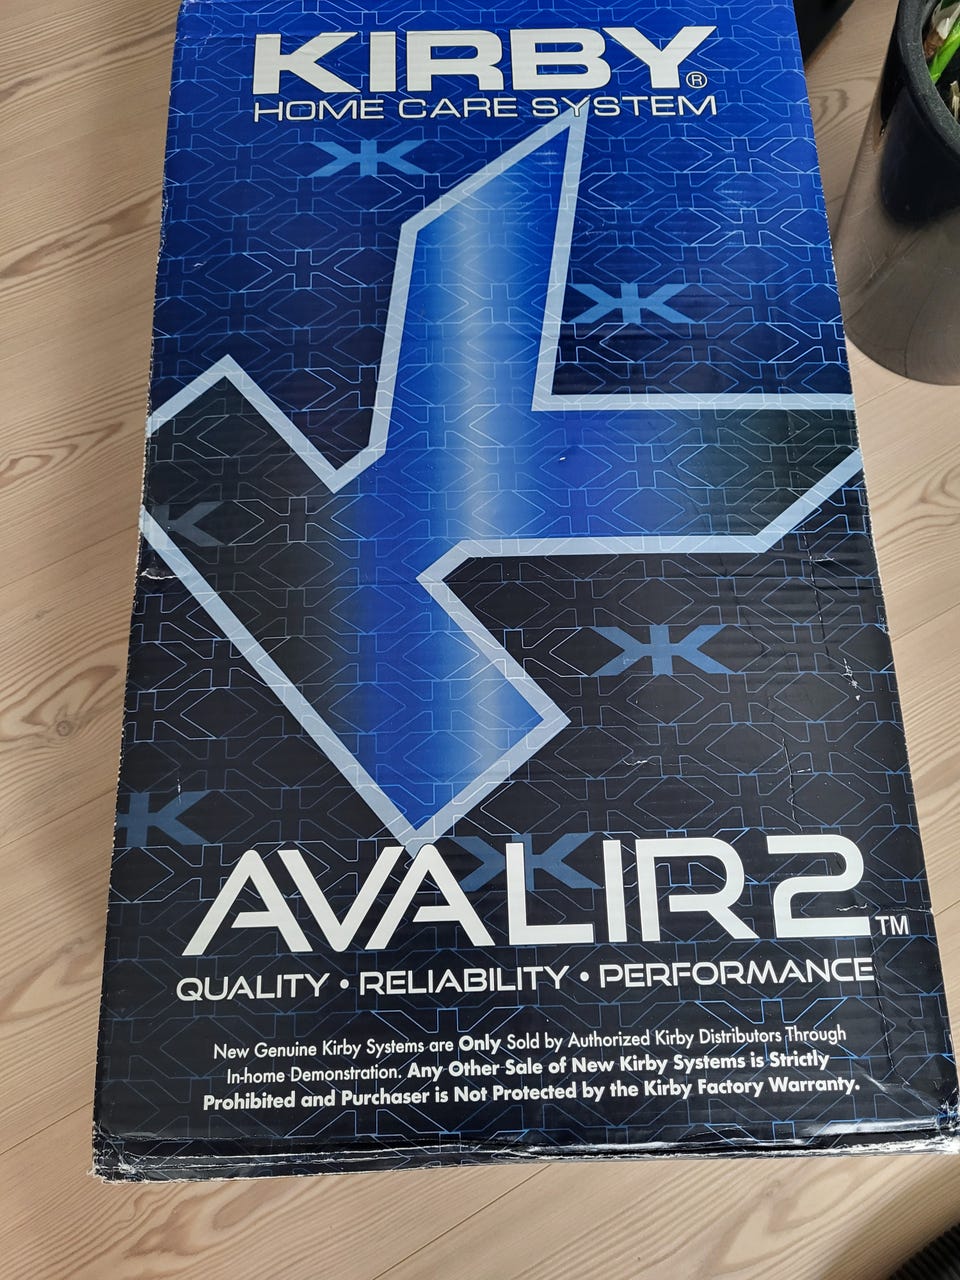 KIRBY®
HOME CARE SYSTEM
AVALIR 2™
QUALITY • RELIABILITY • PERFORMANCE
New Genuine Kirby Systems are Only Sold by Authorized Kirby Distributors Through
In-home Demonstration. Any Other Sale of New Kirby Systems is Strictly
Prohibited and Purchaser is Not Protected by the Kirby Factory Warranty.